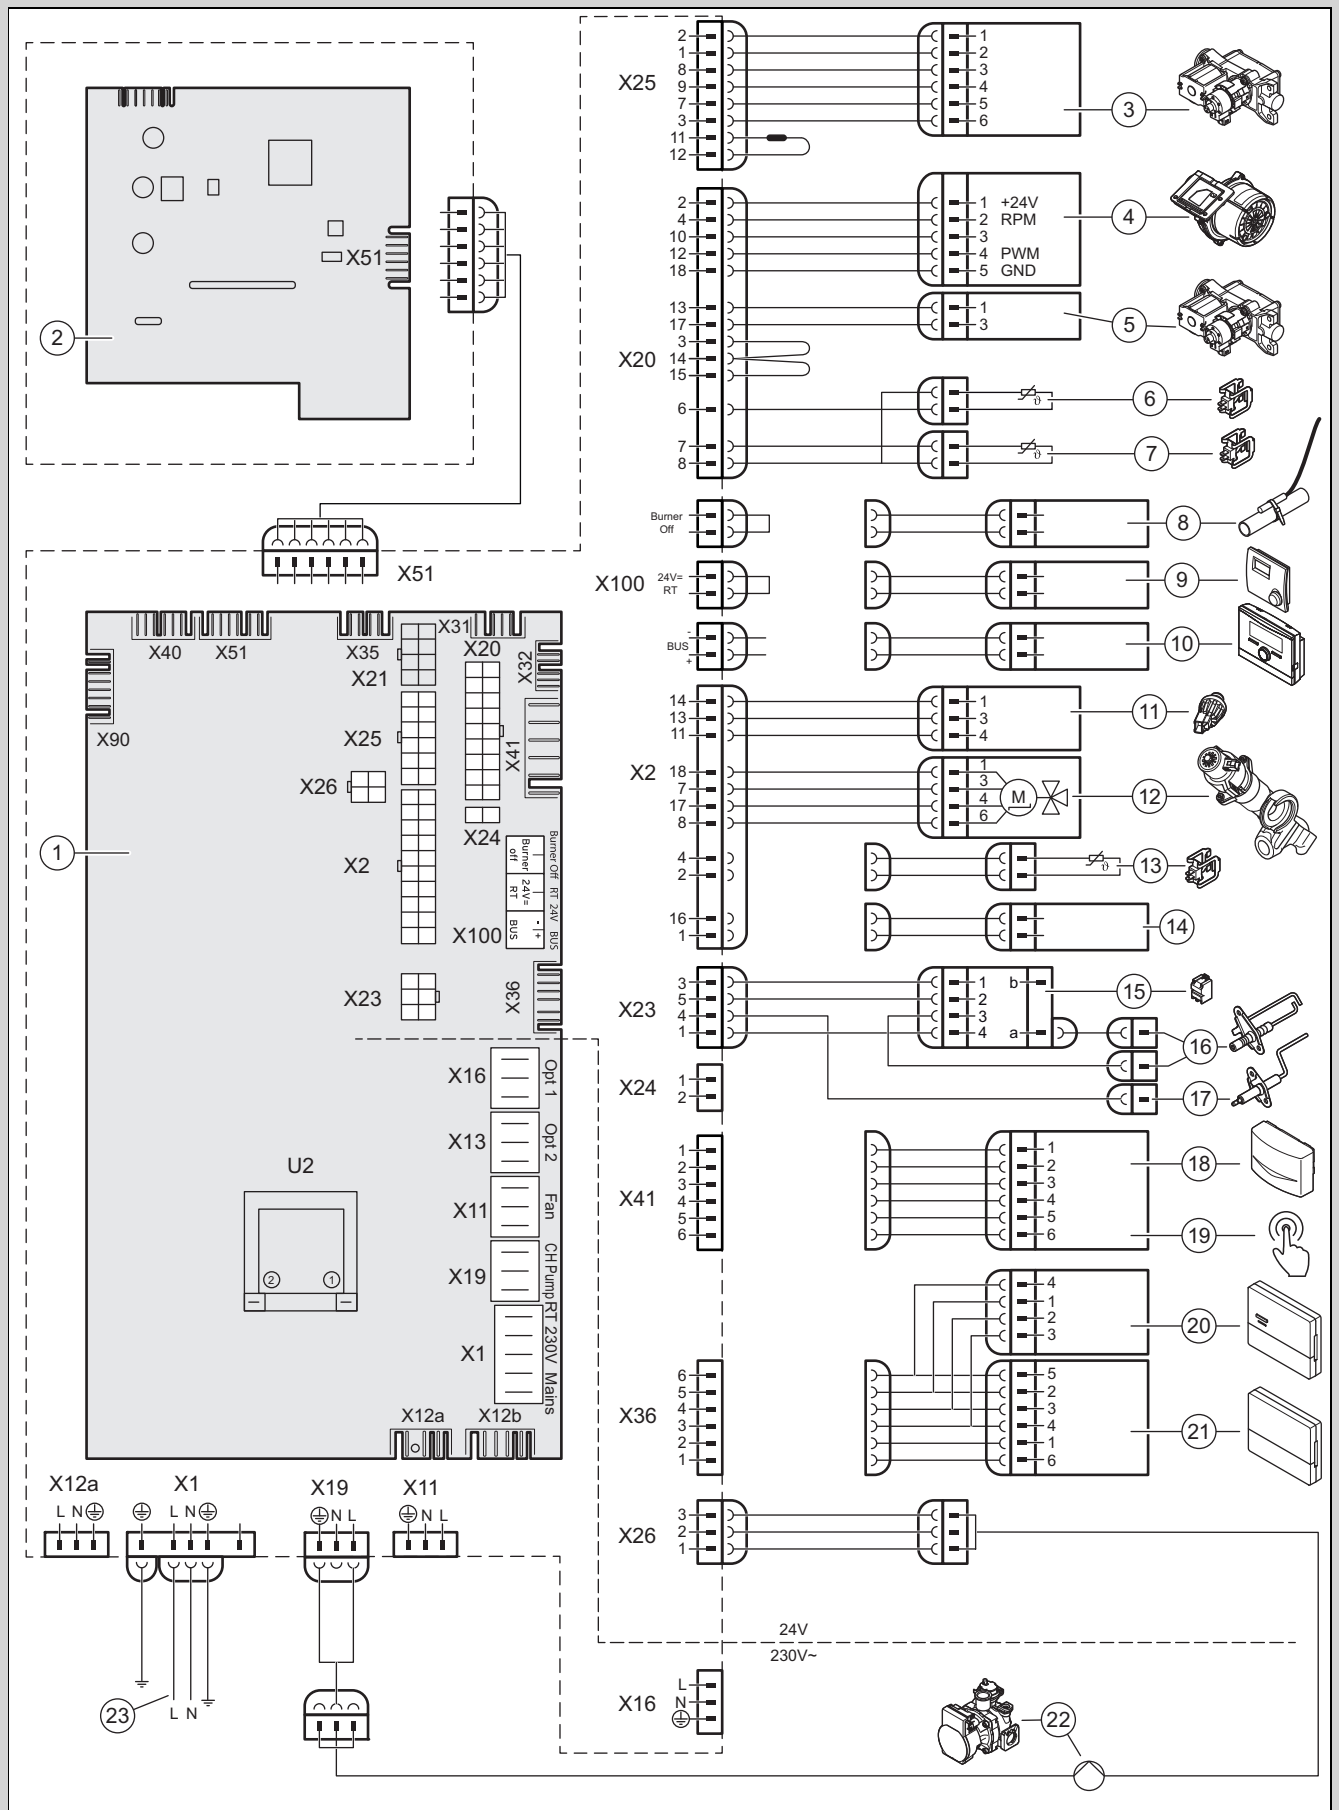 X25
2
1
8
9
7
3
11
12
1
2
3
4
5
6
3
X51
2
X20
2
4
10
12
18
13
17
3
14
15
6
7
8
1 +24V
2 RPM
3
4 PWM
5 GND
4
1
3
5
6
ϑ
7
ϑ
Burner
Off
8
X51
X100
24V=
RT
9
-
BUS
+
10
X40
X51
X35
X31
X20
X32
X21
X90
X25
X41
X26
X24
X2
Burner
off
24V=
RT
BUS
- +
Burner Off RT 24V BUS
X100
X23
X36
1
X2
14
13
11
18
7
17
8
4
2
16
1
1
3
4
11
1
3
4
6
M
12
ϑ
13
14
X23
3
5
4
1
1
2
3
4
b
a
15
16
17
X24
1
2
X16
Opt 1
X13
Opt 2
X11
Fan
X19
CH Pump
X1
RT 230V Mains
X12a
X12b
U2
2
1
X41
1
2
3
4
5
6
1
2
3
4
5
6
18
19
4
1
2
3
20
X36
6
5
4
3
2
1
5
2
3
4
1
6
21
X26
3
2
1
X12a
L N
X1
L N
X19
N L
X11
N L
24V
230V~
23
L N
X16
L
N
22